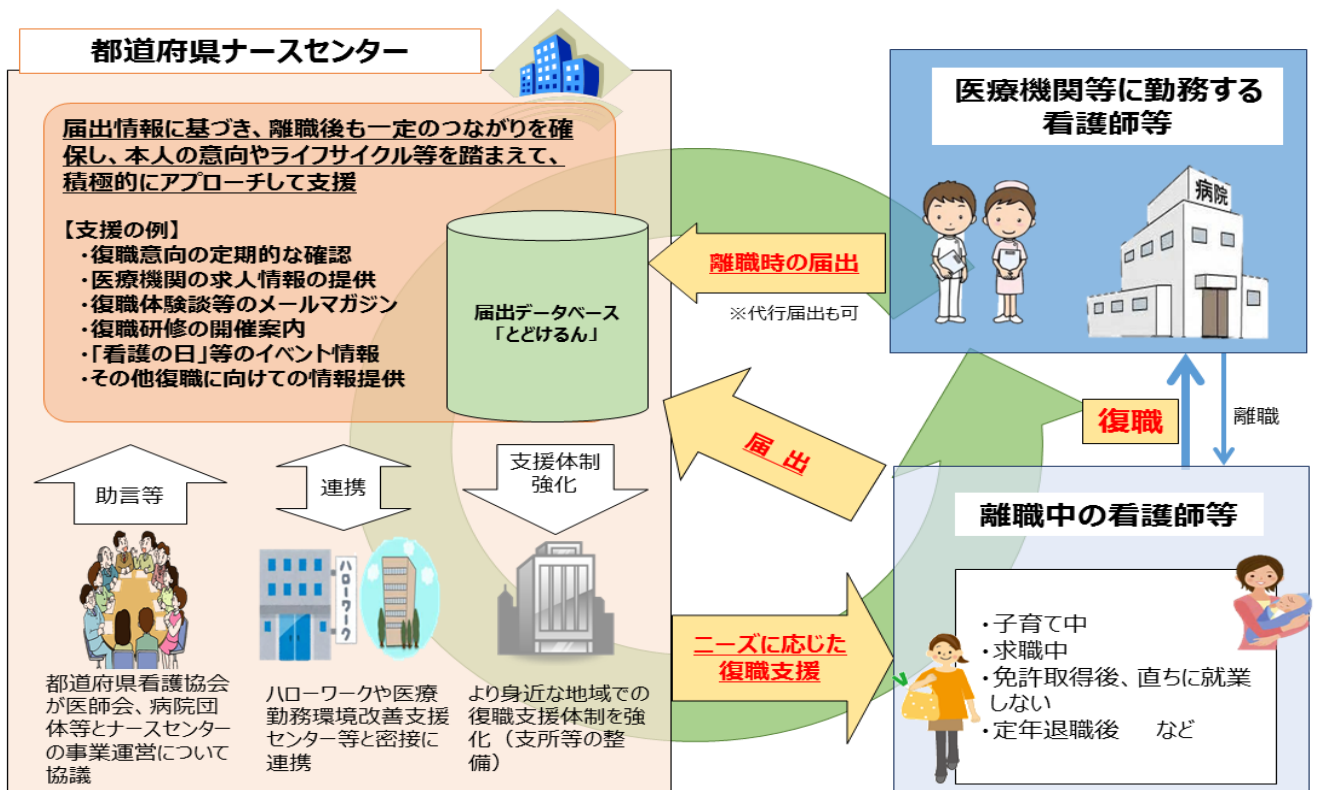 都道府県ナースセンター
届出情報に基づき、離職後も一定のつながりを確
保し、本人の意向やライフサイクル等を踏まえて、
積極的にアプローチして支援
【支援の例】
・復職意向の定期的な確認
・医療機関の求人情報の提供
・復職体験談等のメールマガジン
・復職研修の開催案内
・「看護の日」等のイベント情報
・その他復職に向けての情報提供
届出データベース
「とどけるん」
助言等
連携
支援体制
強化
ハローワーク
都道府県看護協会
が医師会、病院団
体等とナースセンター
の事業運営について
協議
ハローワークや医療
勤務環境改善支援
センター等と密接に
連携
より身近な地域での
復職支援体制を強
化（支所等の整
備）
離職時の届出
※代行届出も可
届 出
ニーズに応じた
復職支援
医療機関等に勤務する
看護師等
病院
復職
離職
離職中の看護師等
・子育て中
・求職中
・免許取得後、直ちに就業
しない
・定年退職後 など